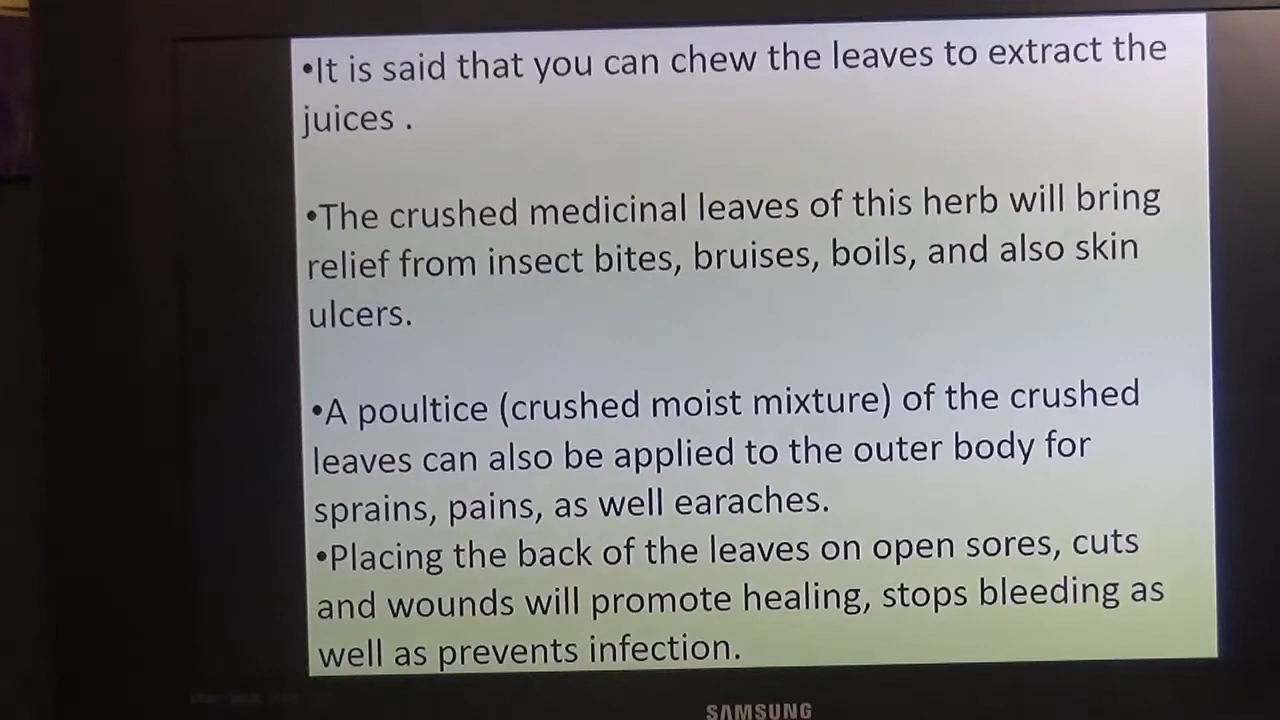 •It is said that you can chew the leaves to extract the
juices .
•The crushed medicinal leaves of this herb will bring
relief from insect bites, bruises, boils, and also skin
ulcers.
•A poultice (crushed moist mixture) of the crushed
leaves can also be applied to the outer body for
sprains, pains, as well earaches.
•Placing the back of the leaves on open sores, cuts
and wounds will promote healing, stops bleeding as
well as prevents infection.
SAMSUNG